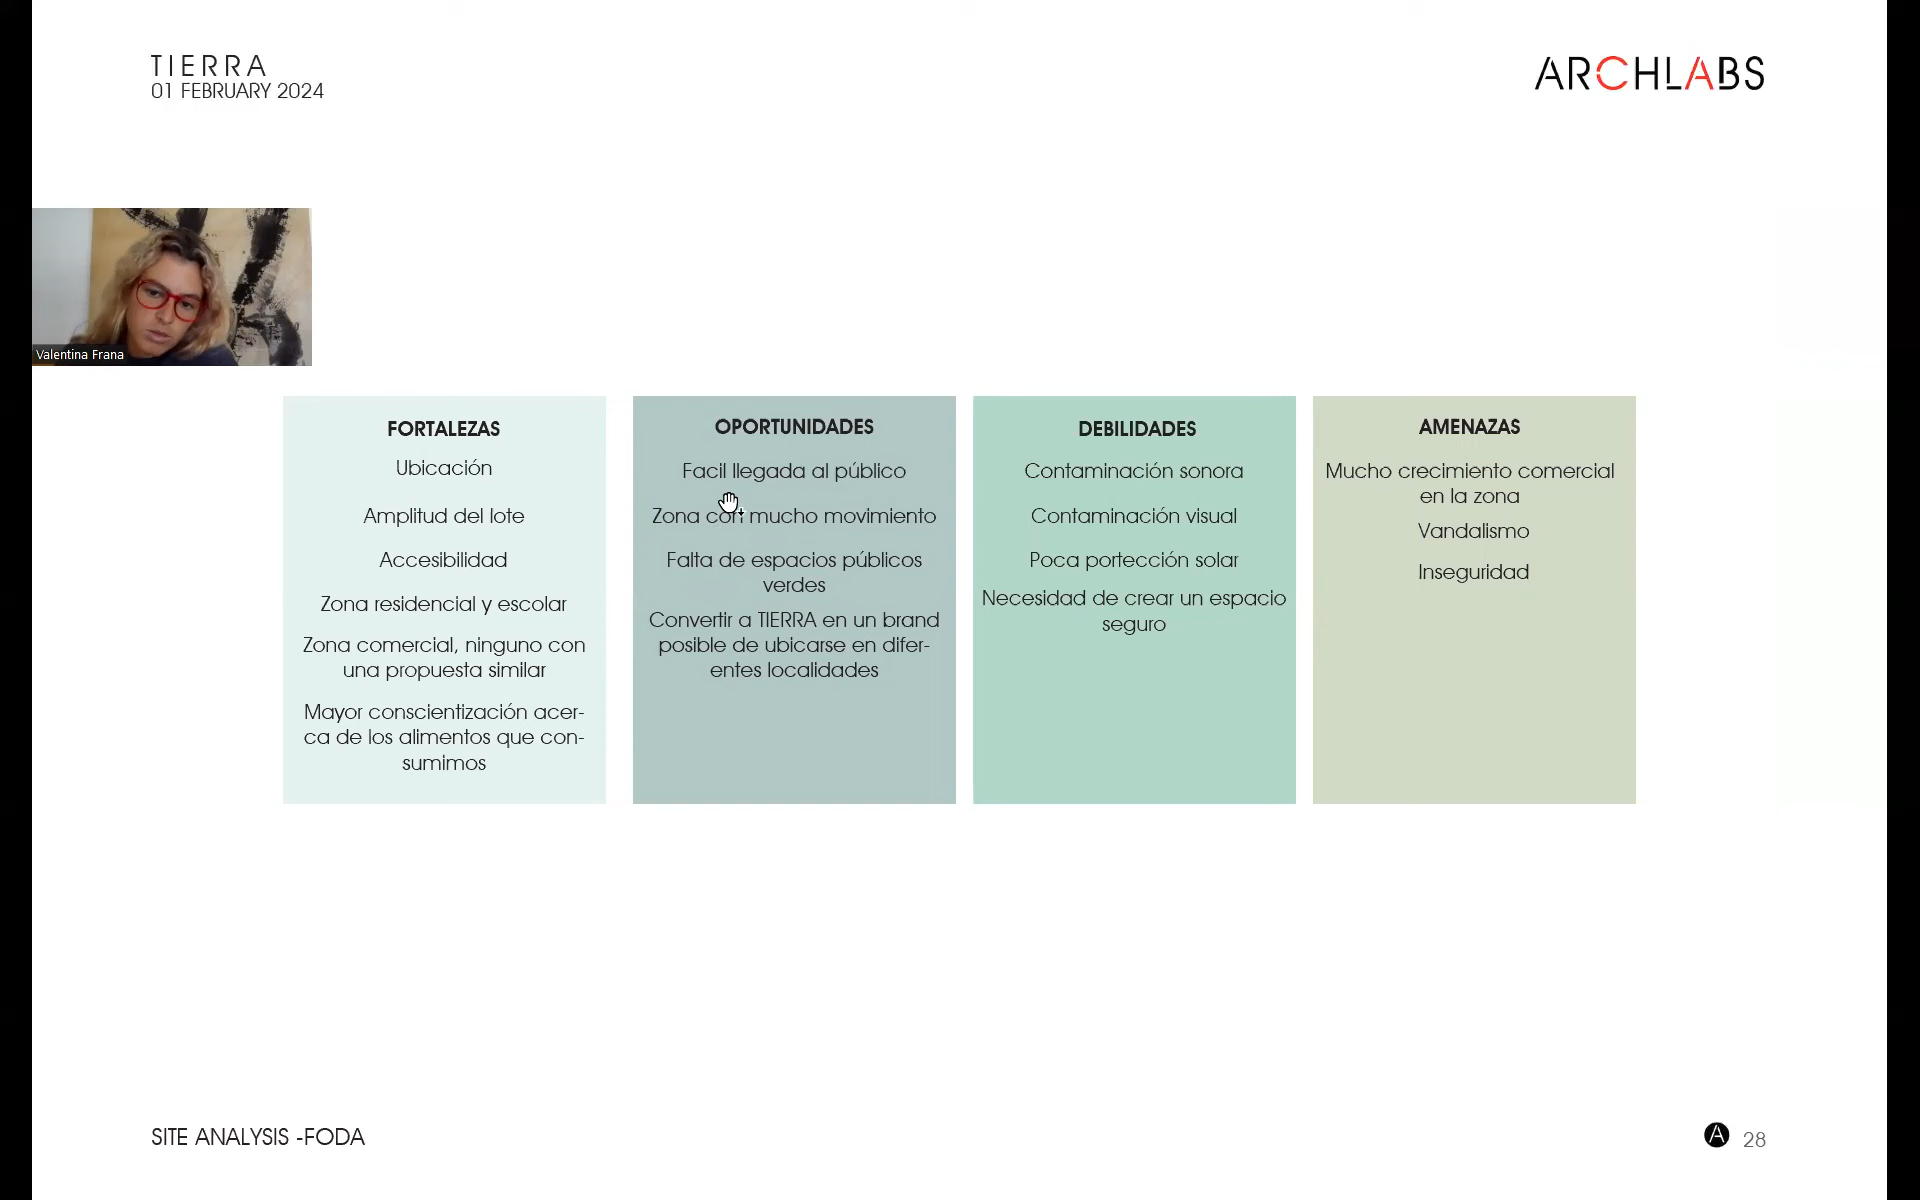 TIERRA
01 FEBRUARY 2024
ARCHLABS
Valentina Frana
FORTALEZAS
Ubicación
Amplitud del lote
Accesibilidad
Zona residencial y escolar
Zona comercial, ninguno con
una propuesta similar
Mayor conscientización acer-
ca de los alimentos que con-
sumimos
OPORTUNIDADES
Facil llegada al público
Zona con mucho movimiento
Falta de espacios públicos
verdes
Convertir a TIERRA en un brand
posible de ubicarse en difer-
entes localidades
DEBILIDADES
Contaminación sonora
Contaminación visual
Poca portección solar
Necesidad de crear un espacio
seguro
AMENAZAS
Mucho crecimiento comercial
en la zona
Vandalismo
Inseguridad
SITE ANALYSIS -FODA
A 28